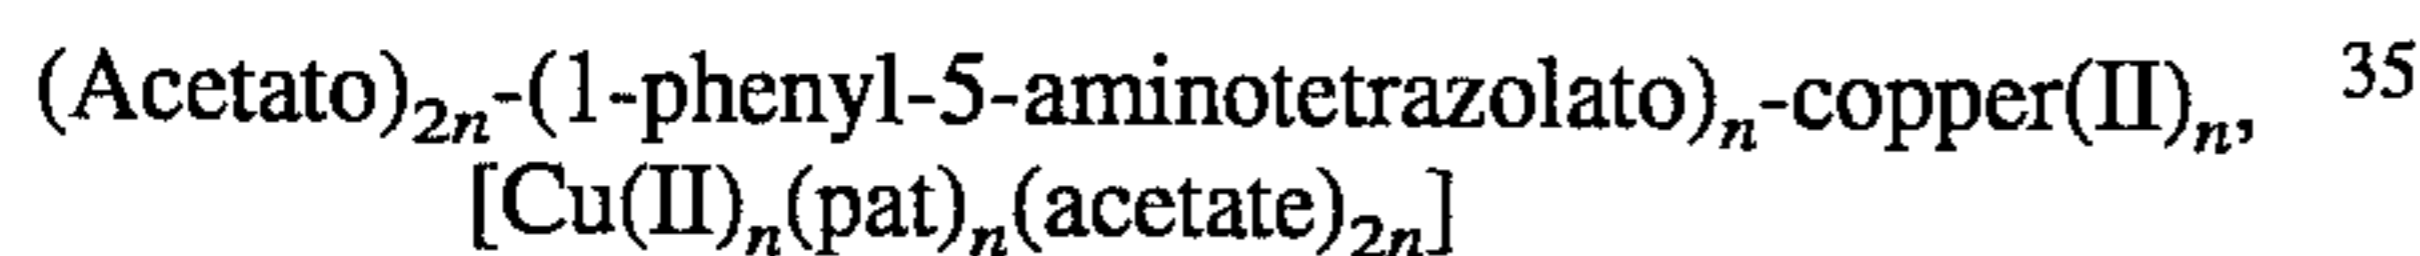 (Acetato)2n-(1-phenyl-5-aminotetrazolato)n-copper(II)n, 35
[Cu(II)n(pat)n(acetate)2n]